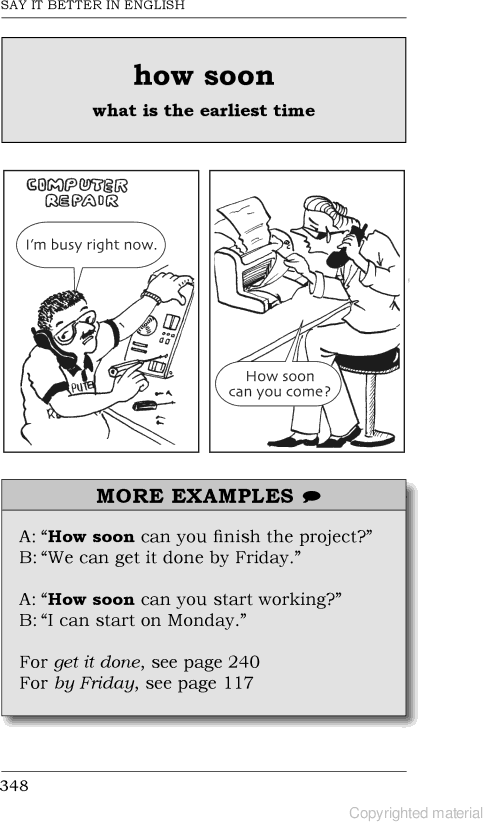 SAY IT BETTER IN ENGLISH
how soon
what is the earliest time
COMPUTER
REPAIR
I'm busy right now.
PUTE
How soon
can you come?
MORE EXAMPLES
A: “How soon can you finish the project?”
B: “We can get it done by Friday.”
A: “How soon can you start working?”
B: “I can start on Monday.”
For get it done, see page 240
For by Friday, see page 117
348
Copyrighted material